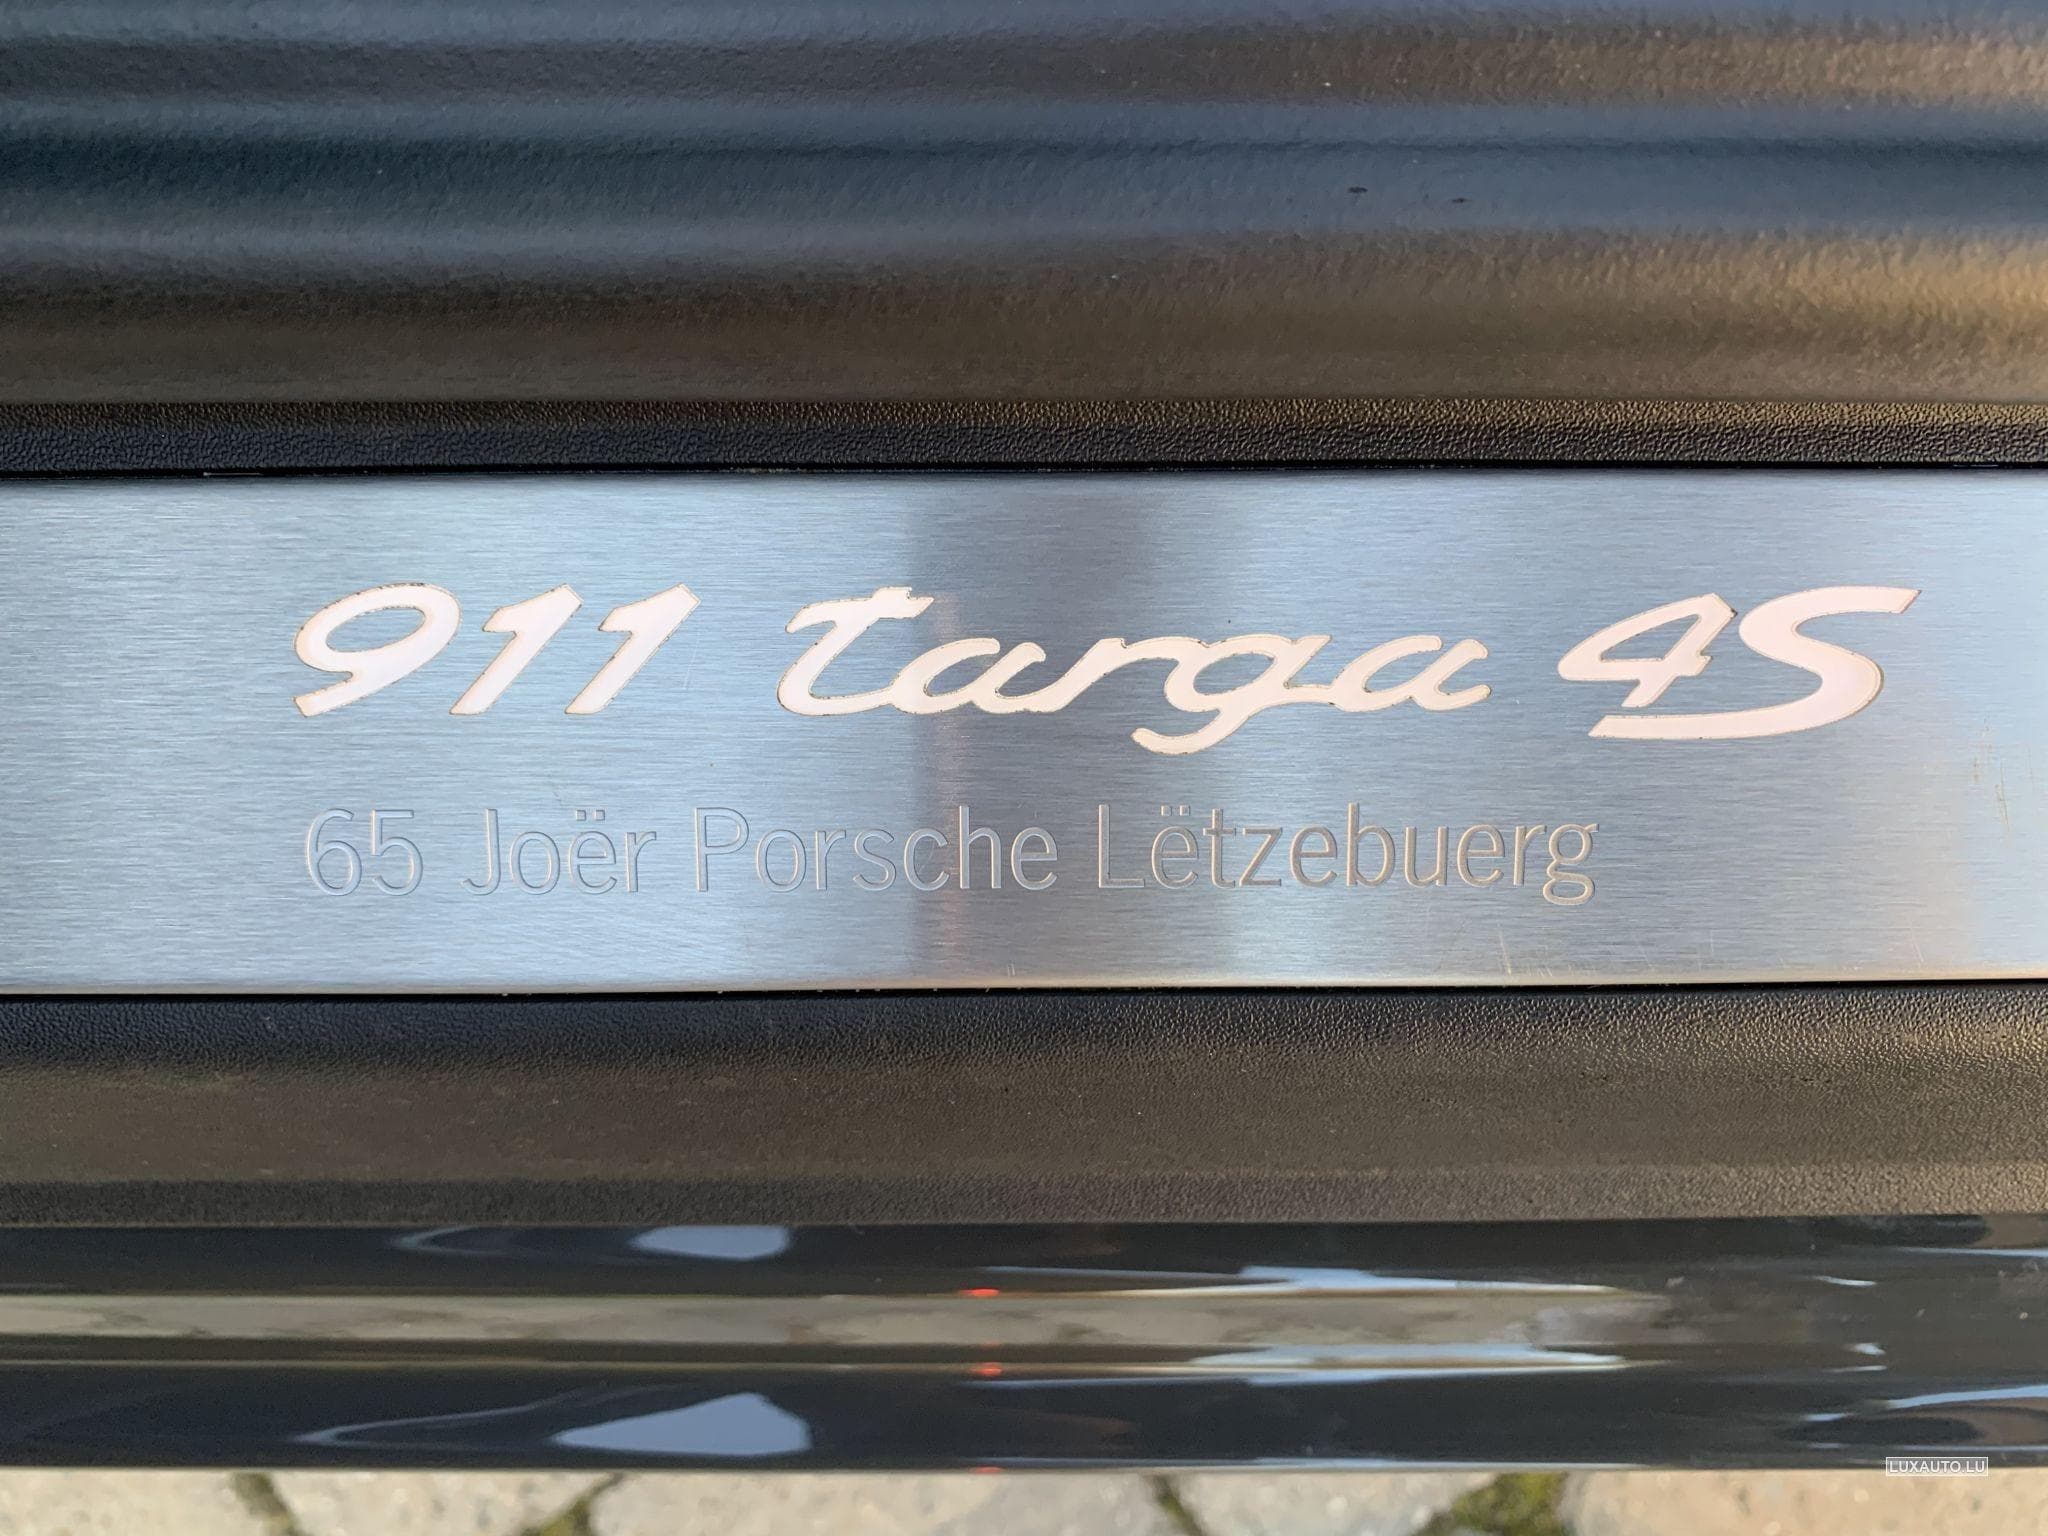 911 targa 4S
65 Joër Porsche Lëtzebuerg
LUXAUTO.LU